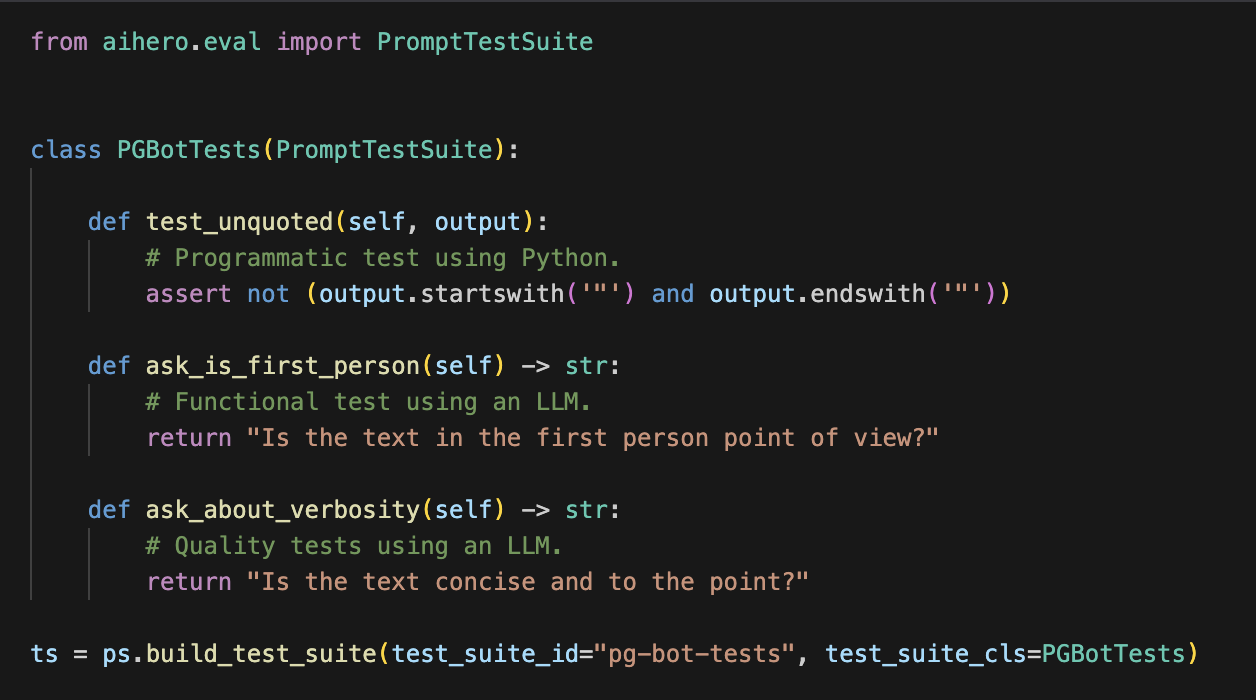 from aihero.eval import PromptTestSuite
class PGBotTests(PromptTestSuite):
    def test_unquoted(self, output):
        # Programmatic test using Python.
        assert not (output.startswith('"') and output.endswith('"'))
    def ask_is_first_person(self) -> str:
        # Functional test using an LLM.
        return "Is the text in the first person point of view?"
    def ask_about_verbosity(self) -> str:
        # Quality tests using an LLM.
        return "Is the text concise and to the point?"
ts = ps.build_test_suite(test_suite_id="pg-bot-tests", test_suite_cls=PGBotTests)